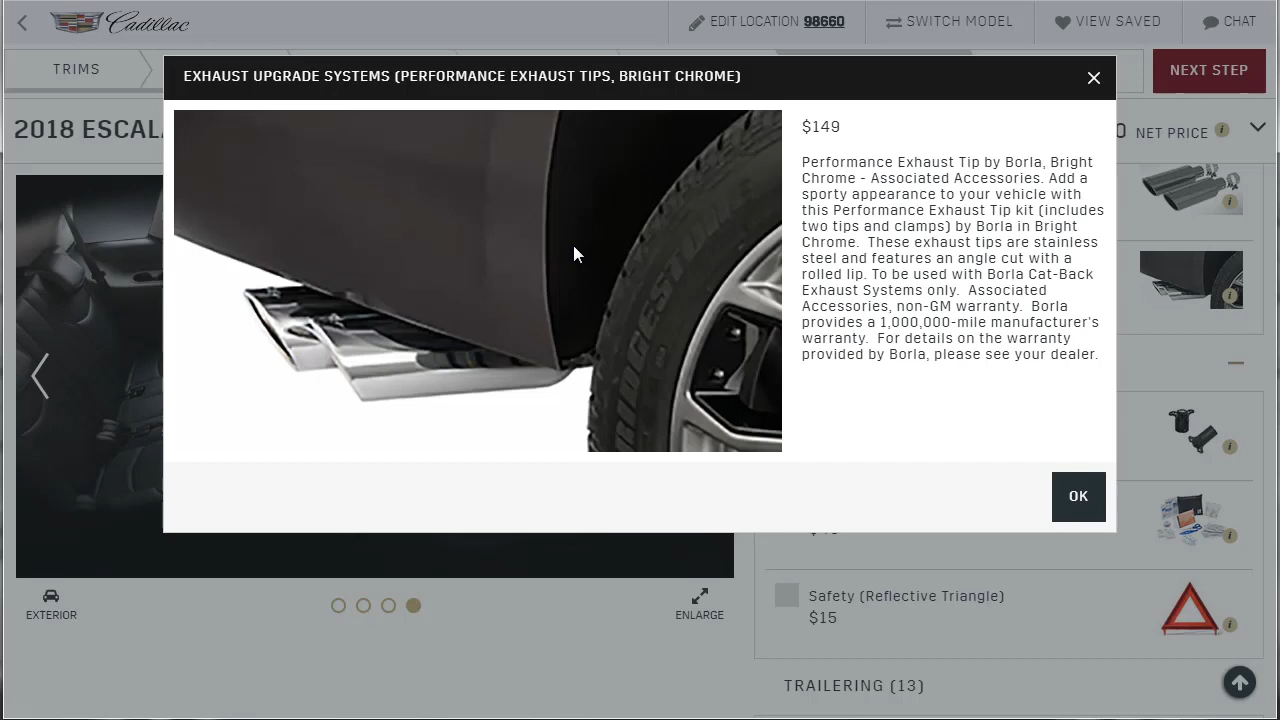 Cadillac
EDIT LOCATION 98660
SWITCH MODEL
VIEW SAVED
CHAT
TRIMS
NEXT STEP
EXHAUST UPGRADE SYSTEMS (PERFORMANCE EXHAUST TIPS, BRIGHT CHROME)
2018 ESCALA
0 NET PRICE
$149
Performance Exhaust Tip by Borla, Bright
Chrome - Associated Accessories. Add a
sporty appearance to your vehicle with
this Performance Exhaust Tip kit (includes
two tips and clamps) by Borla in Bright
Chrome. These exhaust tips are stainless
steel and features an angle cut with a
rolled lip. To be used with Borla Cat-Back
Exhaust Systems only. Associated
Accessories, non-GM warranty. Borla
provides a 1,000,000-mile manufacturer's
warranty. For details on the warranty
provided by Borla, please see your dealer.
OK
EXTERIOR
ENLARGE
Safety (Reflective Triangle)
$15
TRAILERING (13)